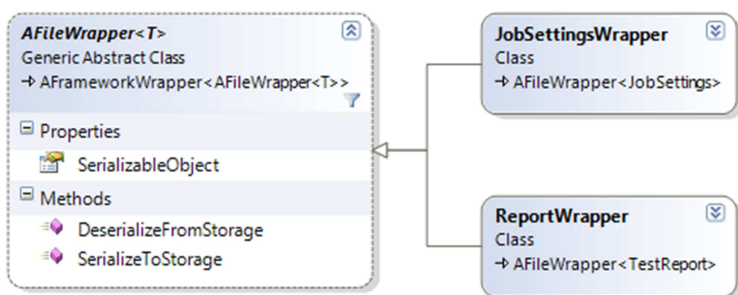 AFileWrapper<T>
Generic Abstract Class
AFrameworkWrapper<AFileWrapper<T>>
Properties
SerializableObject
Methods
DeserializeFromStorage
SerializeToStorage
JobSettingsWrapper
Class
AFileWrapper<JobSettings>
ReportWrapper
Class
AFileWrapper<TestReport>